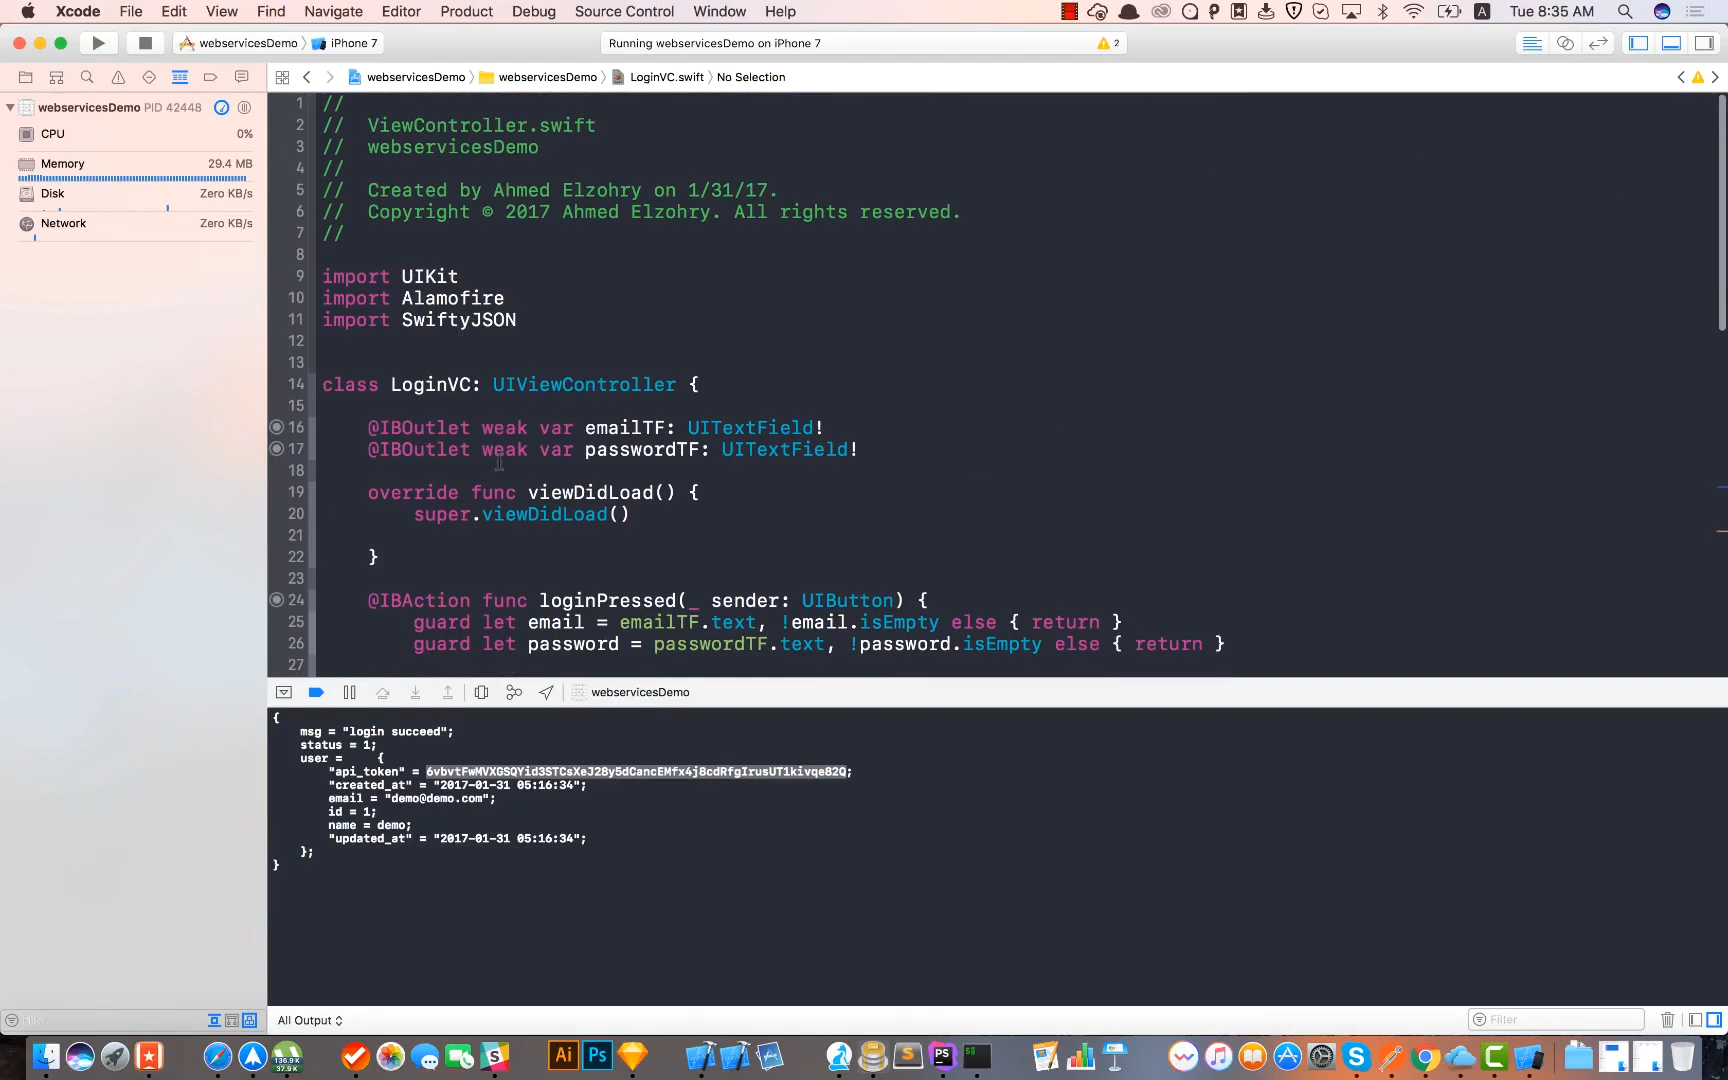 Xcode File Edit View Find Navigate Editor Product Debug Source Control Window Help Tue 8:35 AM
webservicesDemo iPhone 7 Running webservicesDemo on iPhone 7 2
webservicesDemo webservicesDemo LoginVC.swift No Selection
webservicesDemo PID 42448
CPU 0%
Memory 29.4 MB
Disk Zero KB/s
Network Zero KB/s
1 //
2 //  ViewController.swift
3 //  webservicesDemo
4 //
5 //  Created by Ahmed Elzohry on 1/31/17.
6 //  Copyright © 2017 Ahmed Elzohry. All rights reserved.
7 //
8
9 import UIKit
10 import Alamofire
11 import SwiftyJSON
12
13
14 class LoginVC: UIViewController {
15
16     @IBOutlet weak var emailTF: UITextField!
17     @IBOutlet weak var passwordTF: UITextField!
18
19     override func viewDidLoad() {
20         super.viewDidLoad()
21
22     }
23
24     @IBAction func loginPressed(_ sender: UIButton) {
25         guard let email = emailTF.text, !email.isEmpty else { return }
26         guard let password = passwordTF.text, !password.isEmpty else { return }
27
webservicesDemo
{
msg = "login succeed";
status = 1;
user =     {
"api_token" = 6vbvtFwMVXGSQYid3STCsXeJ28y5dCancEMfx4j8cdRfgIrusUT1kivqe82Q;
"created_at" = "2017-01-31 05:16:34";
email = "demo@demo.com";
id = 1;
name = demo;
"updated_at" = "2017-01-31 05:16:34";
};
}
Filter All Output Filter
136.9 K
37.9 K
Ai Ps PS